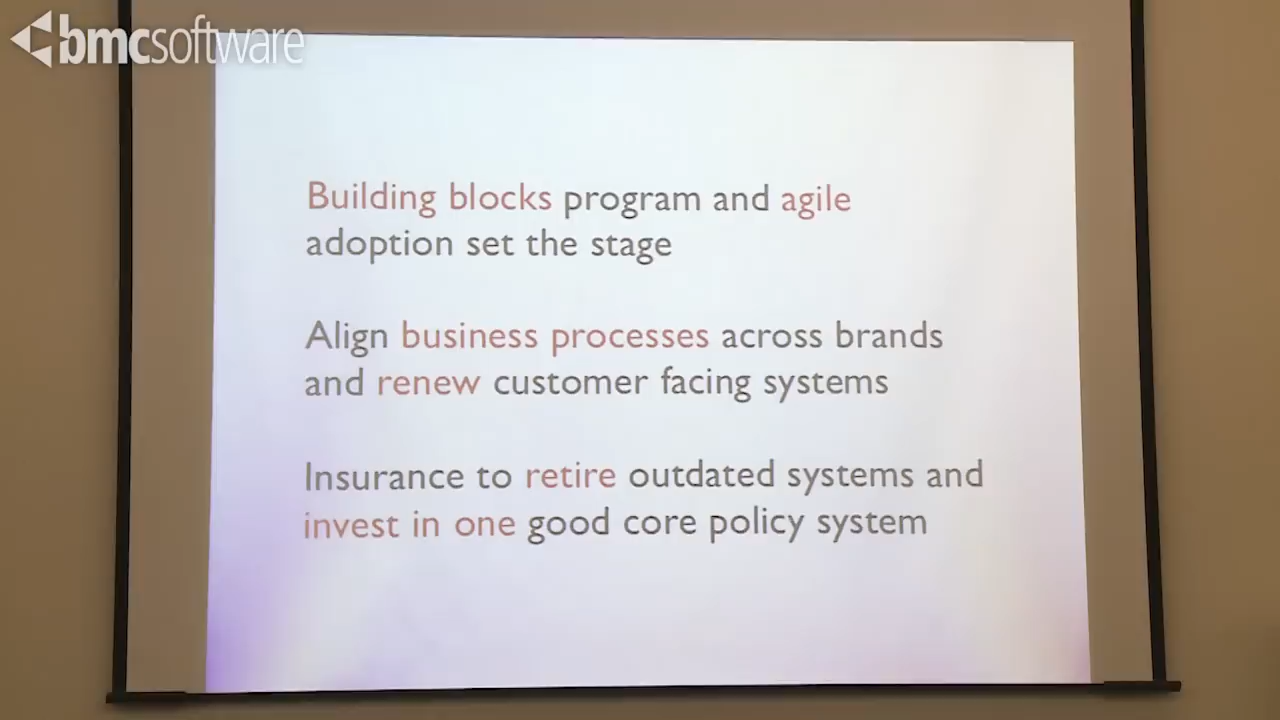 bmcsoftware
Building blocks program and agile
adoption set the stage
Align business processes across brands
and renew customer facing systems
Insurance to retire outdated systems and
invest in one good core policy system